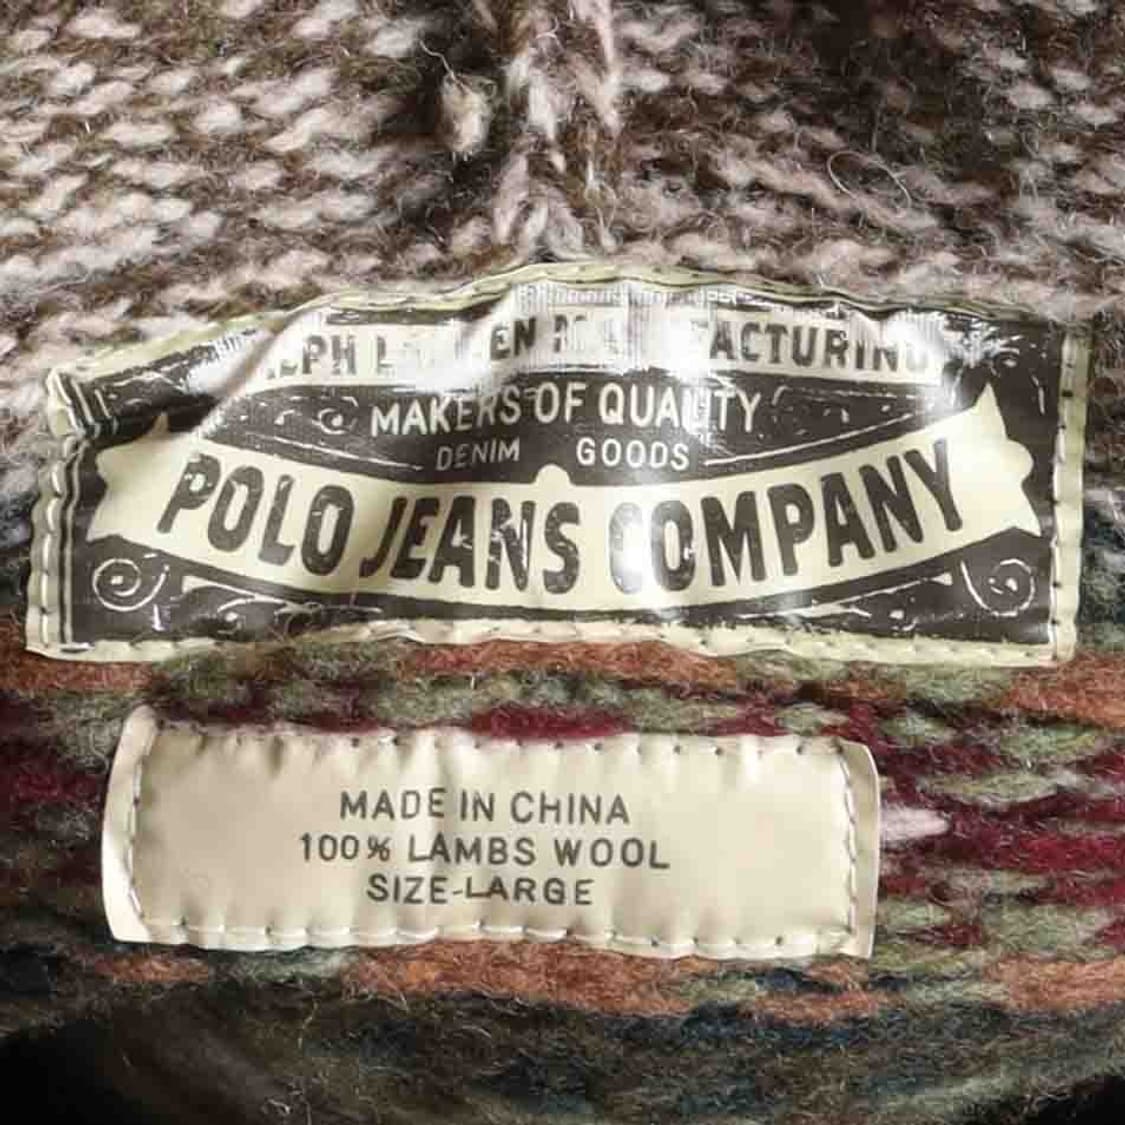 MAKERS OF QUALITY
DENIM GOODS
POLO JEANS COMPANY
MADE IN CHINA
100% LAMBS WOOL
SIZE-LARGE